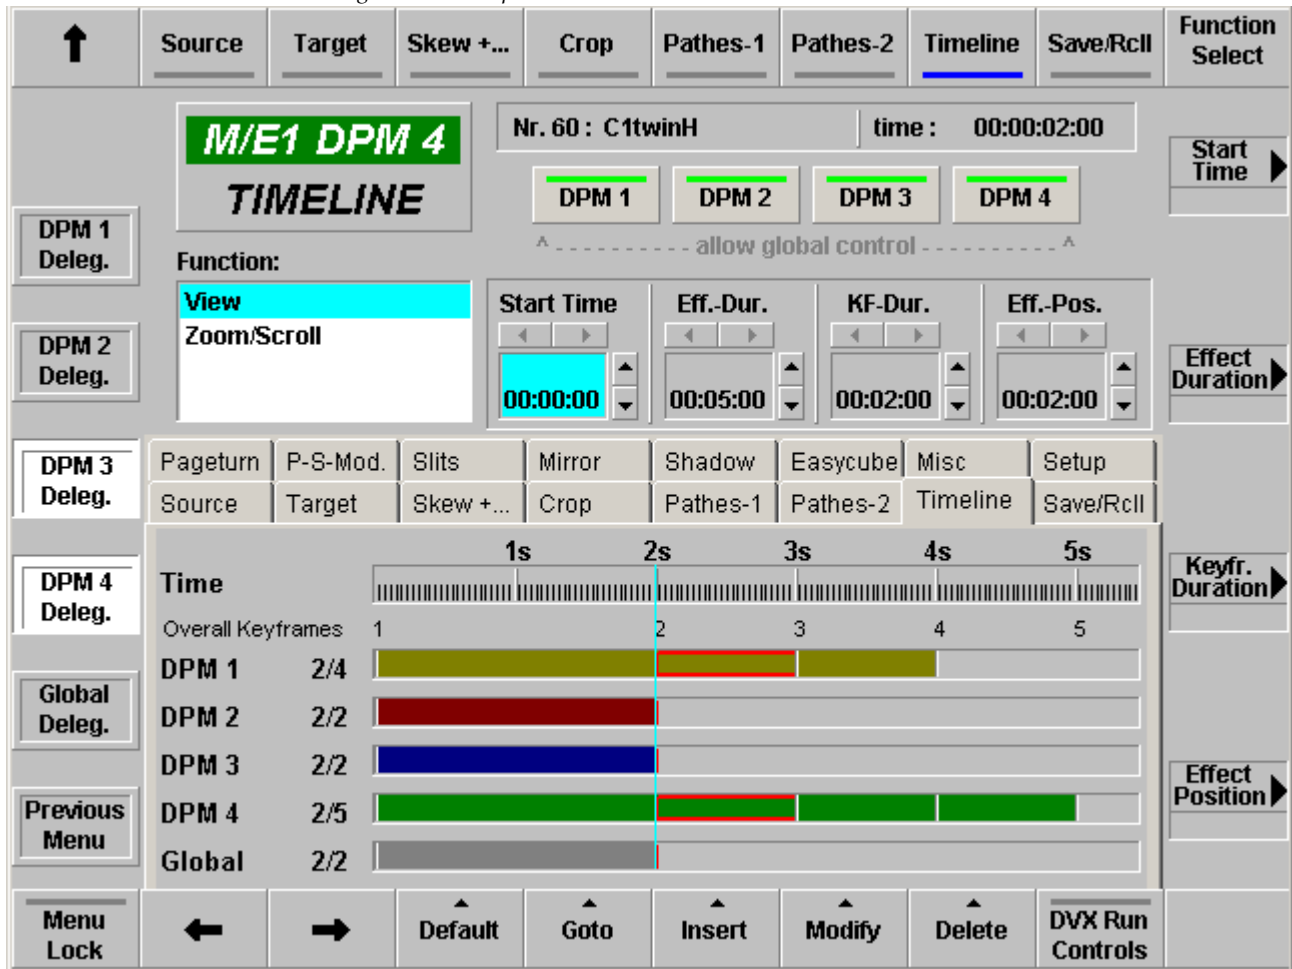 Source Target Skew +... Crop Pathes-1 Pathes-2 Timeline Save/Rcll Function Select
M/E1 DPM 4
TIMELINE
Nr. 60 : C1twinH time : 00:00:02:00
DPM 1 DPM 2 DPM 3 DPM 4
^ - - - - - - - - - allow global control - - - - - - - - - ^
Start Time
DPM 1 Deleg.
Function:
View
Zoom/Scroll
Start Time Eff.-Dur. KF-Dur. Eff.-Pos.
00:00:00 00:05:00 00:02:00 00:02:00
DPM 2 Deleg.
Effect Duration
DPM 3 Deleg.
Pageturn P-S-Mod. Slits Mirror Shadow Easycube Misc Setup
Source Target Skew +... Crop Pathes-1 Pathes-2 Timeline Save/Rcll
1s 2s 3s 4s 5s
Time
DPM 4 Deleg.
Keyfr. Duration
Overall Keyframes 1 2 3 4 5
DPM 1 2/4
Global Deleg.
DPM 2 2/2
DPM 3 2/2
Effect Position
Previous Menu
DPM 4 2/5
Global 2/2
Menu Lock Default Goto Insert Modify Delete DVX Run Controls